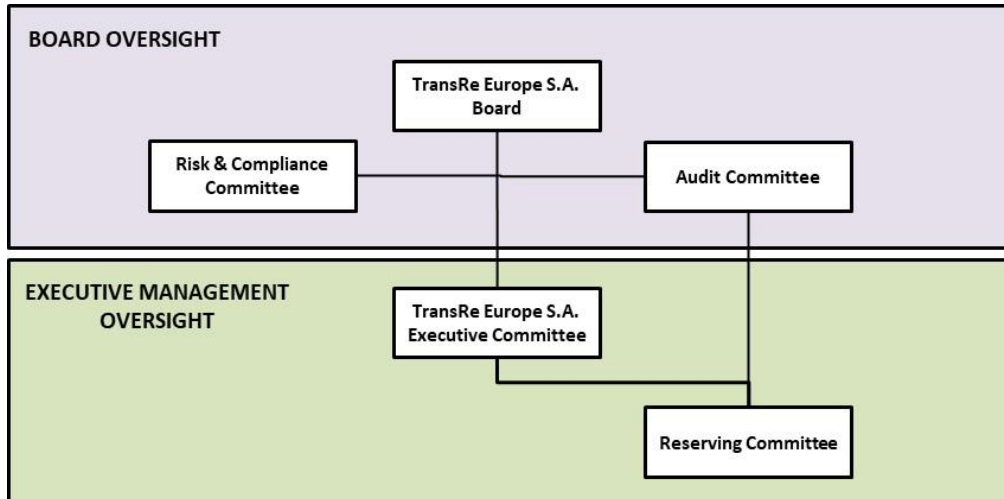 BOARD OVERSIGHT
TransRe Europe S.A.
Board
Risk & Compliance
Committee
Audit Committee
EXECUTIVE MANAGEMENT
OVERSIGHT
TransRe Europe S.A.
Executive Committee
Reserving Committee